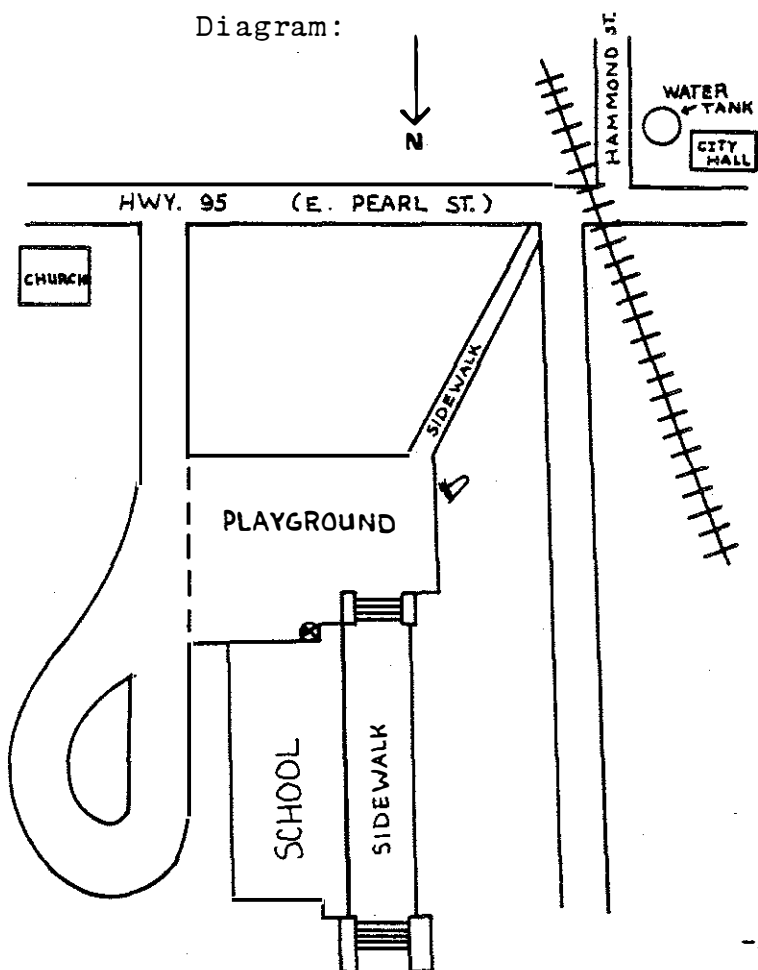 Diagram:
N
HAMMOND ST.
WATER
TANK
CITY
HALL
HWY. 95 (E. PEARL ST.)
CHURCH
SIDEWALK
PLAYGROUND
SCHOOL
SIDEWALK